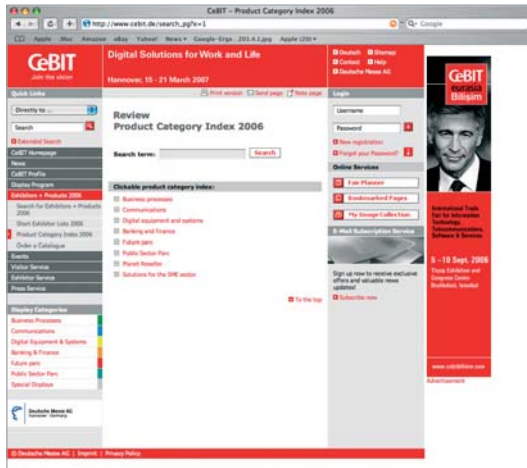 CeBIT – Product Category Index 2006
http://www.cebit.de/search_pg?x=1
Google
Apple .Mac Amazon eBay Yahoo! News Apple (20)
CeBIT
Join the vision
Digital Solutions for Work and Life
Hannover, 15 - 21 March 2007
Deutsch Sitemap
Contact Help
Deutsche Messe AG
Quick Links
Print version Send page Note page
Login
Directly to ...
Search
Extended Search
CeBIT Homepage
News
CeBIT Profile
Display Program
Exhibitors + Products 2006
Search for Exhibitors + Products
2006
Short Exhibitor Lists 2006
Product Category Index 2006
Order a Catalogue
Events
Visitor Service
Exhibitor Service
Press Service
Display Categories
Business Processes
Communications
Digital Equipment & Systems
Banking & Finance
Future parc
Public Sector Parc
Special Displays
Deutsche Messe AG
Hannover Germany
Review
Product Category Index 2006
Search term: Search
Clickable product category index:
Business processes
Communications
Digital equipment and systems
Banking and finance
Future parc
Public Sector Parc
Planet Reseller
Solutions for the SME sector
To the top
Username
Password
New registration
Forgot your Password?
Online Services
Fair Planner
Bookmarked Pages
My Image Collection
E-Mail Subscription Service
Sign up now to receive exclusive
offers and valuable news
updates!
Subscribe now
CeBIT
eurasia
Bilişim
International Trade
Fair for Information
Technology,
Telecommunications,
Software & Services.
5 –10 Sept. 2006
Tüyap Exhibition and
Congress Center
Beylikdüzü, Istanbul
www.cebitbilisim.com
Advertisement
© Deutsche Messe AG | Imprint | Privacy Policy